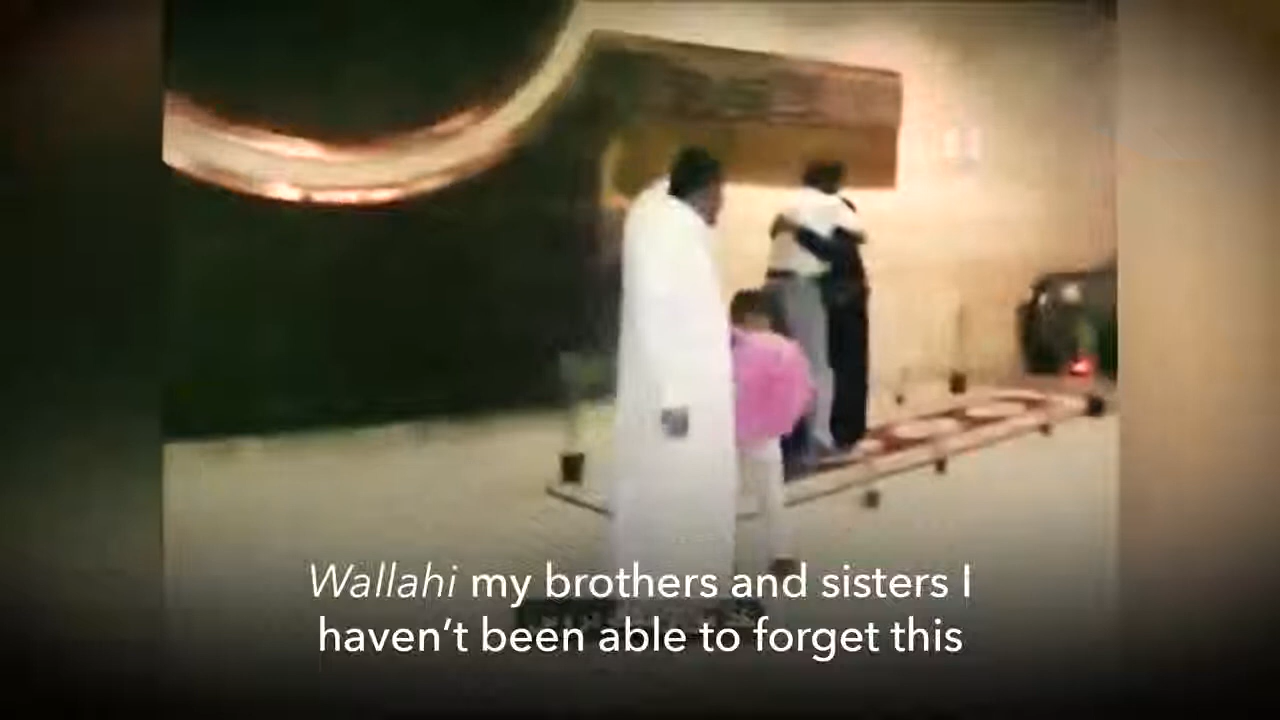 Wallahi my brothers and sisters I
haven’t been able to forget this